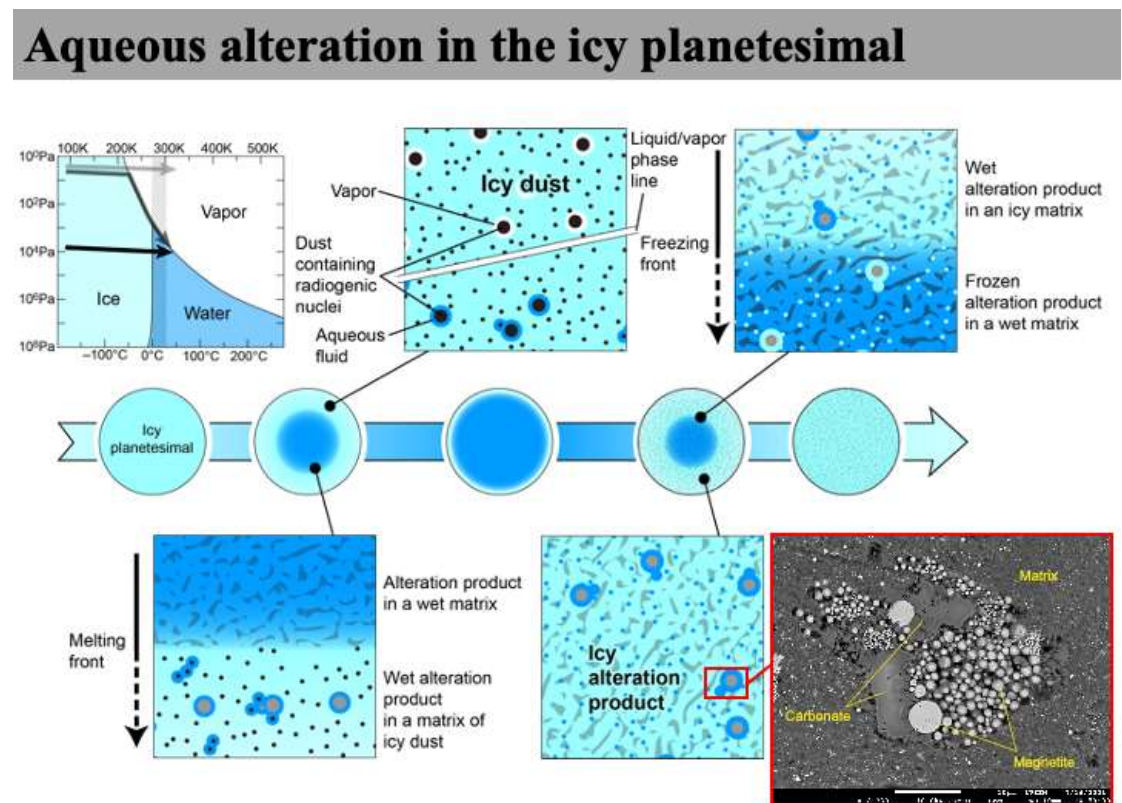 Aqueous alteration in the icy planetesimal
100K 200K 300K 400K 500K
10⁰Pa
10²Pa
10⁴Pa
10⁶Pa
10⁸Pa
Vapor
Ice
Water
–100°C 0°C 100°C 200°C
Vapor
Icy dust
Liquid/vapor
phase
line
Dust
containing
radiogenic
nuclei
Aqueous
fluid
Freezing
front
Wet
alteration product
in an icy matrix
Frozen
alteration product
in a wet matrix
Icy
planetesimal
Melting
front
Alteration product
in a wet matrix
Wet alteration
product
in a matrix of
icy dust
Icy
alteration
product
Matrix
Carbonate
Magnetite